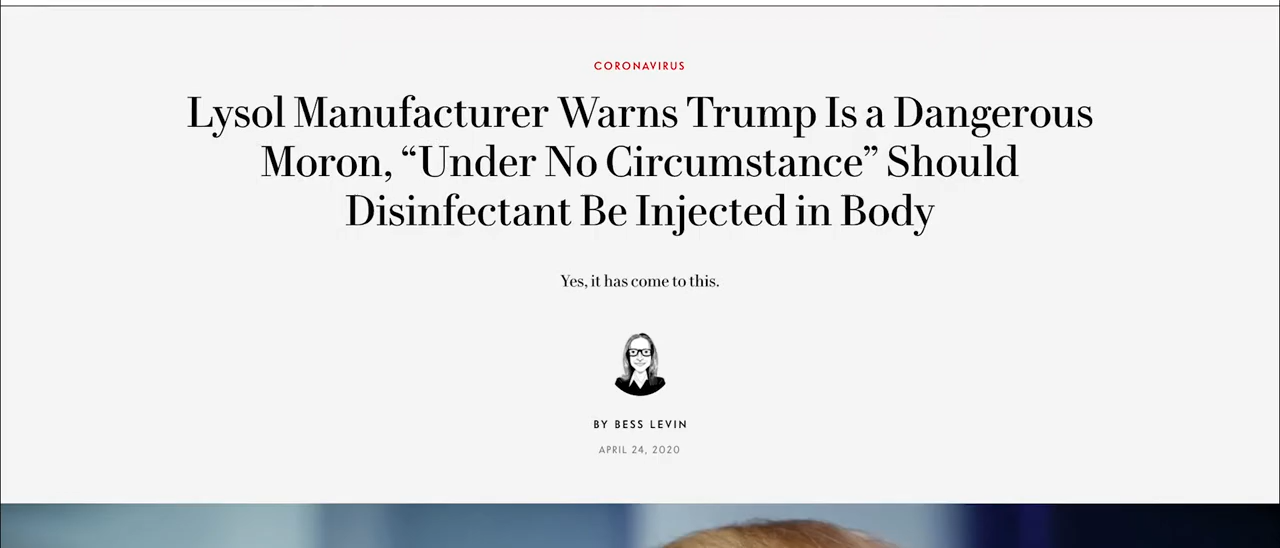 CORONAVIRUS
Lysol Manufacturer Warns Trump Is a Dangerous
Moron, “Under No Circumstance” Should
Disinfectant Be Injected in Body
Yes, it has come to this.
BY BESS LEVIN
APRIL 24, 2020